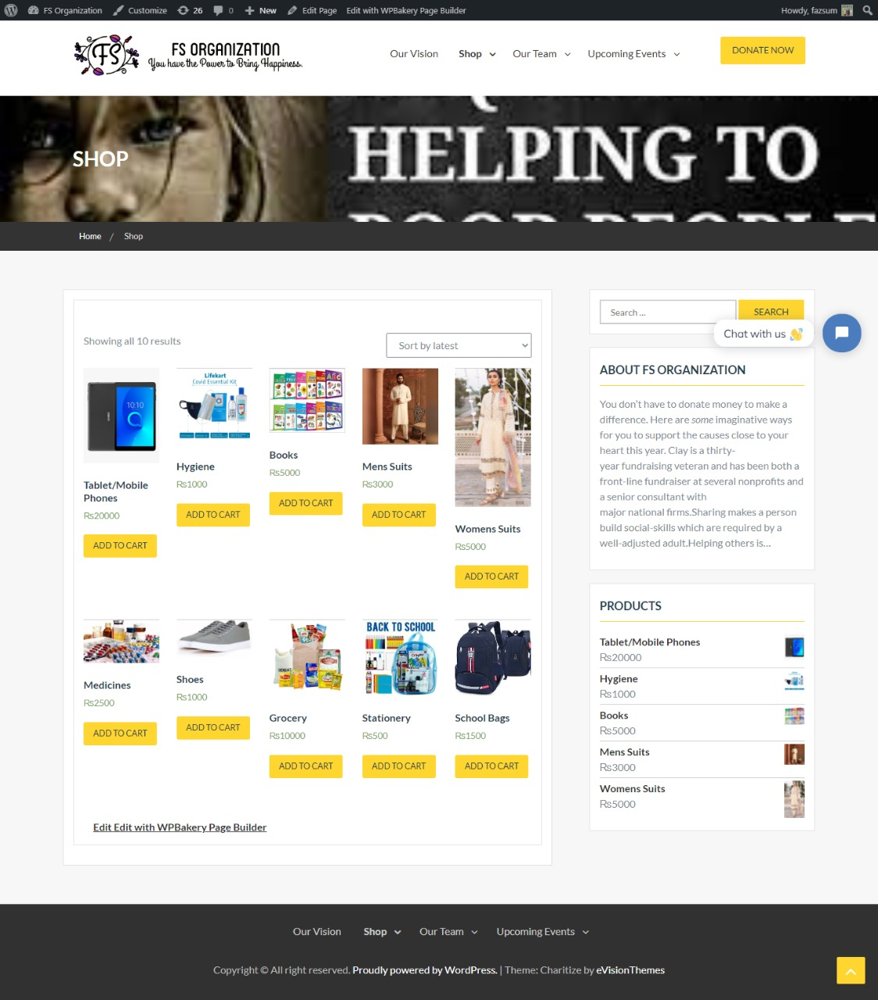 FS Organization Customize 26 0 New Edit Page Edit with WPBakery Page Builder Howdy, fazsum
FS
FS ORGANIZATION
You have the Power to Bring Happiness.
Our Vision Shop Our Team Upcoming Events DONATE NOW
SHOP
HELPING TO
POOR PEOPLE
Home / Shop
Showing all 10 results
Sort by latest
10:10
Lifekart
Covid Essential Kit
ABC
Tablet/Mobile
Phones
₨20000
ADD TO CART
Hygiene
₨1000
ADD TO CART
Books
₨5000
ADD TO CART
Mens Suits
₨3000
ADD TO CART
Womens Suits
₨5000
ADD TO CART
BACK TO SCHOOL
Medicines
₨2500
ADD TO CART
Shoes
₨1000
ADD TO CART
Grocery
₨10000
ADD TO CART
Stationery
₨500
ADD TO CART
School Bags
₨1500
ADD TO CART
Edit Edit with WPBakery Page Builder
Search ...
SEARCH
Chat with us 👋
ABOUT FS ORGANIZATION
You don’t have to donate money to make a
difference. Here are some imaginative ways
for you to support the causes close to your
heart this year. Clay is a thirty-
year fundraising veteran and has been both a
front-line fundraiser at several nonprofits and
a senior consultant with
major national firms.Sharing makes a person
build social-skills which are required by a
well-adjusted adult.Helping others is…
PRODUCTS
Tablet/Mobile Phones
₨20000
Hygiene
₨1000
Books
₨5000
Mens Suits
₨3000
Womens Suits
₨5000
Our Vision Shop Our Team Upcoming Events
Copyright © All right reserved. Proudly powered by WordPress. | Theme: Charitize by eVisionThemes